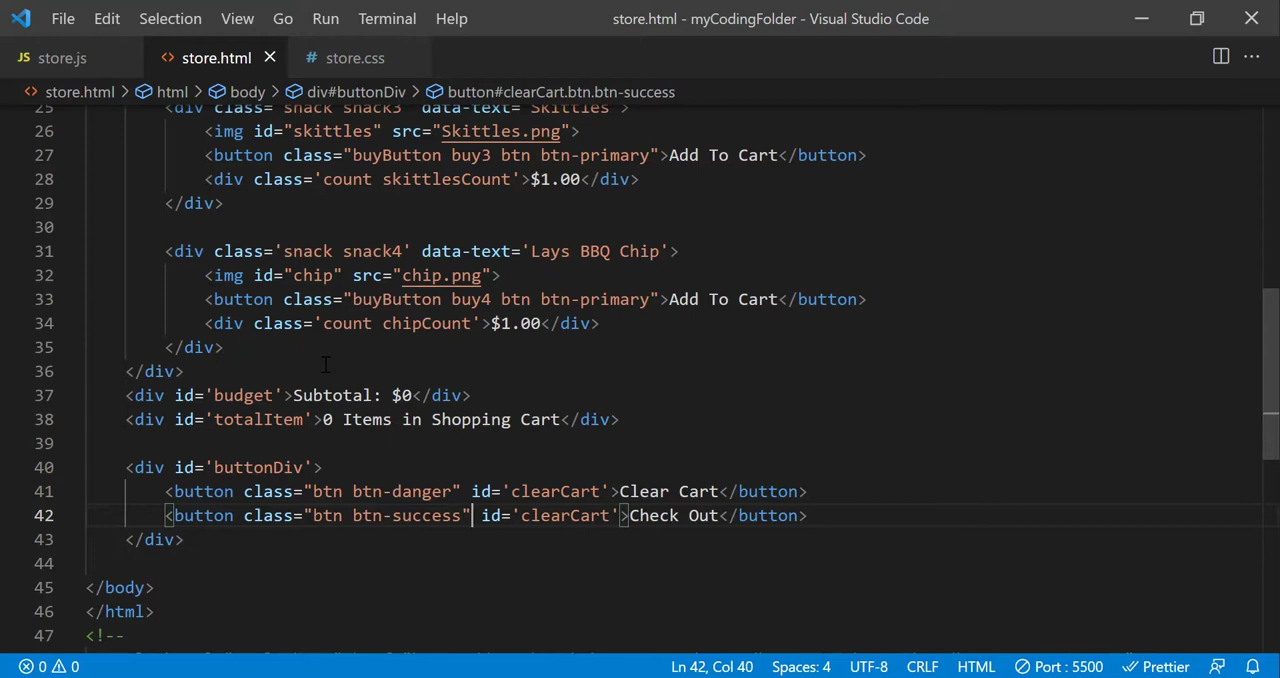 File Edit Selection View Go Run Terminal Help store.html - myCodingFolder - Visual Studio Code
JS store.js <> store.html # store.css
<> store.html > html > body > div#buttonDiv > button#clearCart.btn.btn-success
25 <div class='snack snack3' data-text='Skittles'>
26 <img id="skittles" src="Skittles.png">
27 <button class="buyButton buy3 btn btn-primary">Add To Cart</button>
28 <div class='count skittlesCount'>$1.00</div>
29 </div>
30
31 <div class='snack snack4' data-text='Lays BBQ Chip'>
32 <img id="chip" src="chip.png">
33 <button class="buyButton buy4 btn btn-primary">Add To Cart</button>
34 <div class='count chipCount'>$1.00</div>
35 </div>
36 </div>
37 <div id='budget'>Subtotal: $0</div>
38 <div id='totalItem'>0 Items in Shopping Cart</div>
39
40 <div id='buttonDiv'>
41 <button class="btn btn-danger" id='clearCart'>Clear Cart</button>
42 <button class="btn btn-success" id='clearCart'>Check Out</button>
43 </div>
44
45 </body>
46 </html>
47 <!--
0 0 Ln 42, Col 40 Spaces: 4 UTF-8 CRLF HTML Port : 5500 Prettier